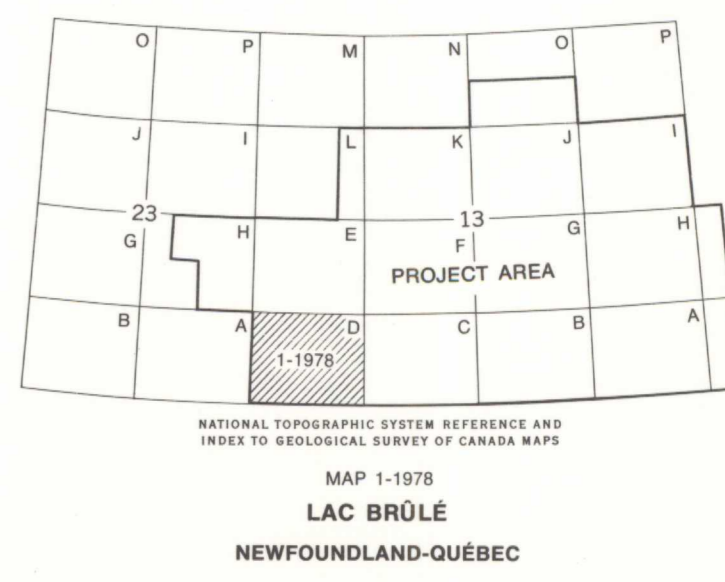 O P M N O P
J I L K J I
23 13
G H E F G H
PROJECT AREA
B A D C B A
1-1978
NATIONAL TOPOGRAPHIC SYSTEM REFERENCE AND
INDEX TO GEOLOGICAL SURVEY OF CANADA MAPS
MAP 1-1978
LAC BRÛLÉ
NEWFOUNDLAND-QUÉBEC